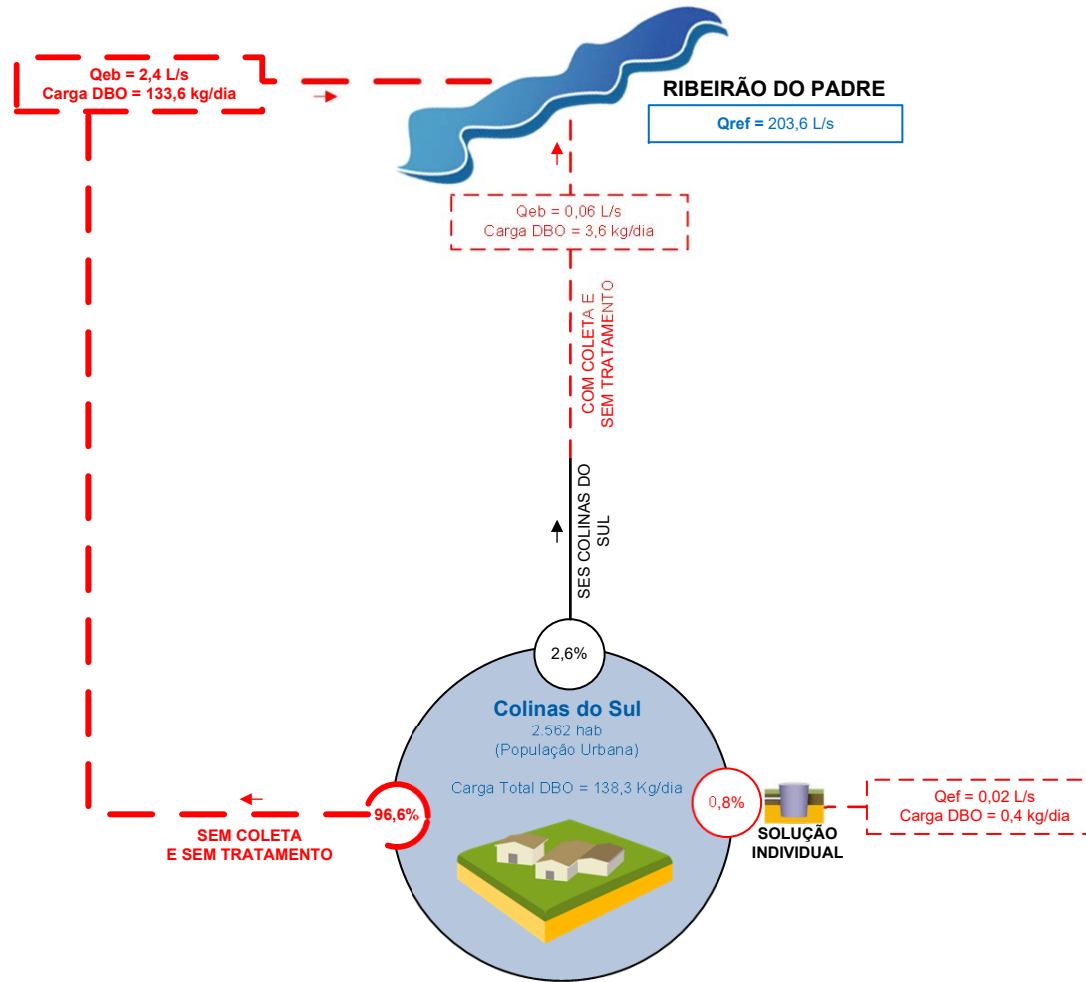 Qeb = 2,4 L/s
Carga DBO = 133,6 kg/dia
RIBEIRÃO DO PADRE
Qref = 203,6 L/s
Qeb = 0,06 L/s
Carga DBO = 3,6 kg/dia
COM COLETA E
SEM TRATAMENTO
SES COLINAS DO
SUL
2,6%
Colinas do Sul
2.562 hab
(População Urbana)
Carga Total DBO = 138,3 Kg/dia
96,6%
0,8%
SEM COLETA
E SEM TRATAMENTO
SOLUÇÃO
INDIVIDUAL
Qef = 0,02 L/s
Carga DBO = 0,4 kg/dia